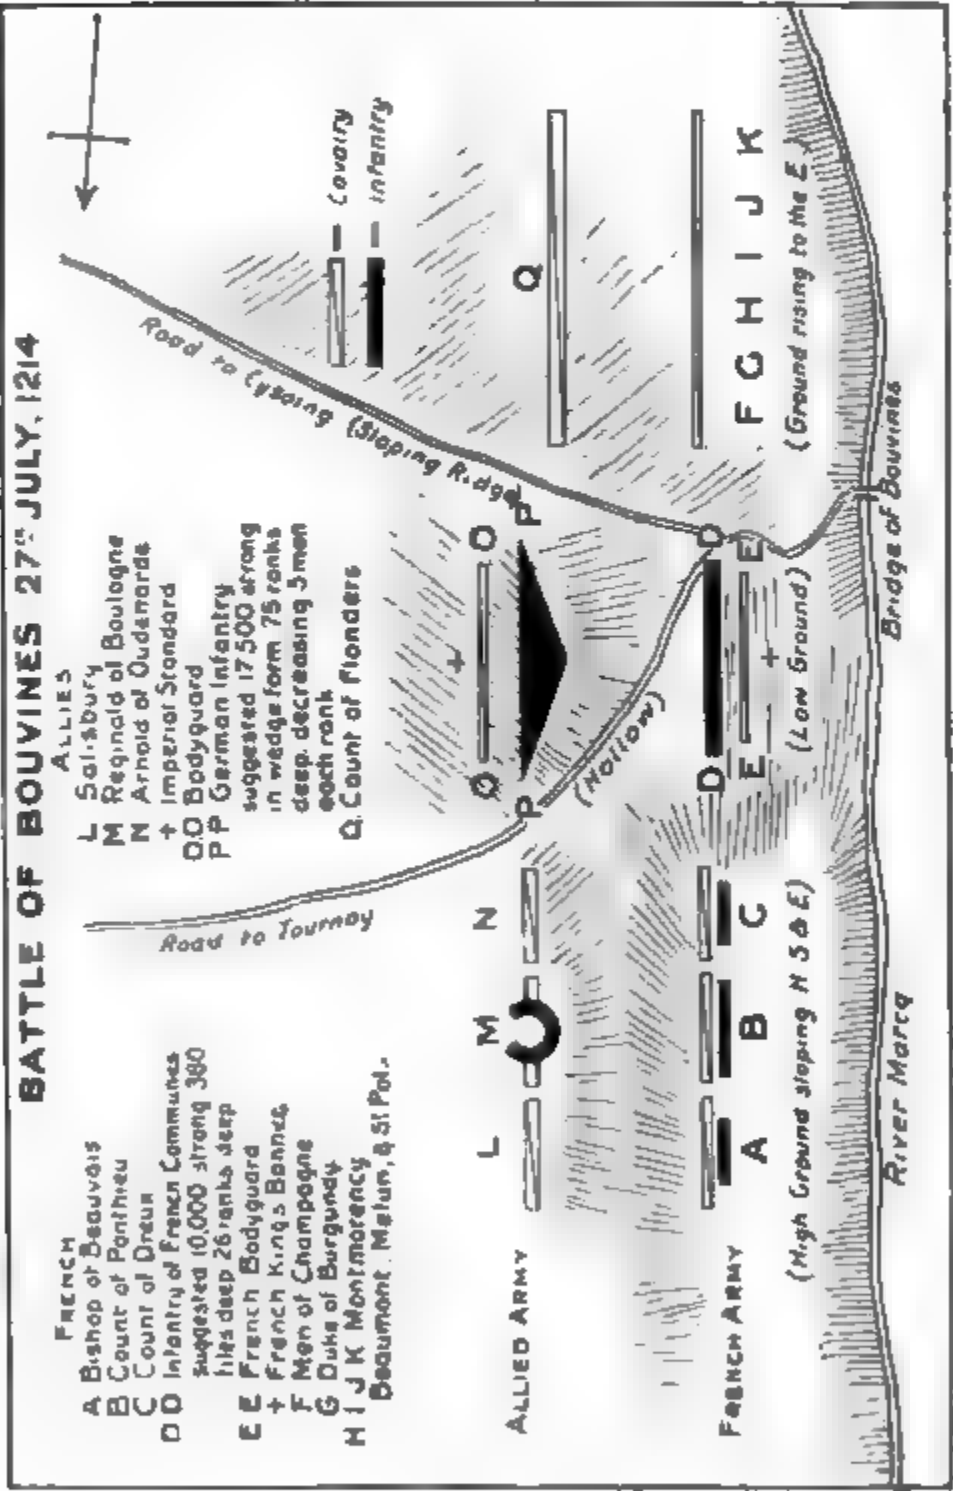 BATTLE OF BOUVINES 27TH JULY, 1214
FRENCH
A Bishop of Beauvais
B Count of Ponthieu
C Count of Dreux
DD Infantry of French Communes
suggested 10,000 strong 380
files deep 26 ranks deep
E E French Bodyguard
+ French Kings Banner
F Men of Champagne
G Duke of Burgundy
H I J K Montmorency
Beaumont. Melun, & St Pol.
ALLIES
L Salisbury
M Reginald of Boulogne
N Arnold of Oudenarde
+ Imperial Standard
O.O Bodyguard
P P German Infantry
suggested 17500 strong
in wedge form 75 ranks
deep. decreasing 5 men
each rank
Q. Count of Flanders
Cavalry
Infantry
Road to Tournay
Road to Cysoing (Sloping Ridge)
ALLIED ARMY
L M N
O + O
P P
Q
(Hollow)
FRENCH ARMY
D D
A B C
E + E
F G H I J K
(High Ground sloping N S & E)
(Low Ground)
(Ground rising to the E.)
River Marcq
Bridge of Bouvines